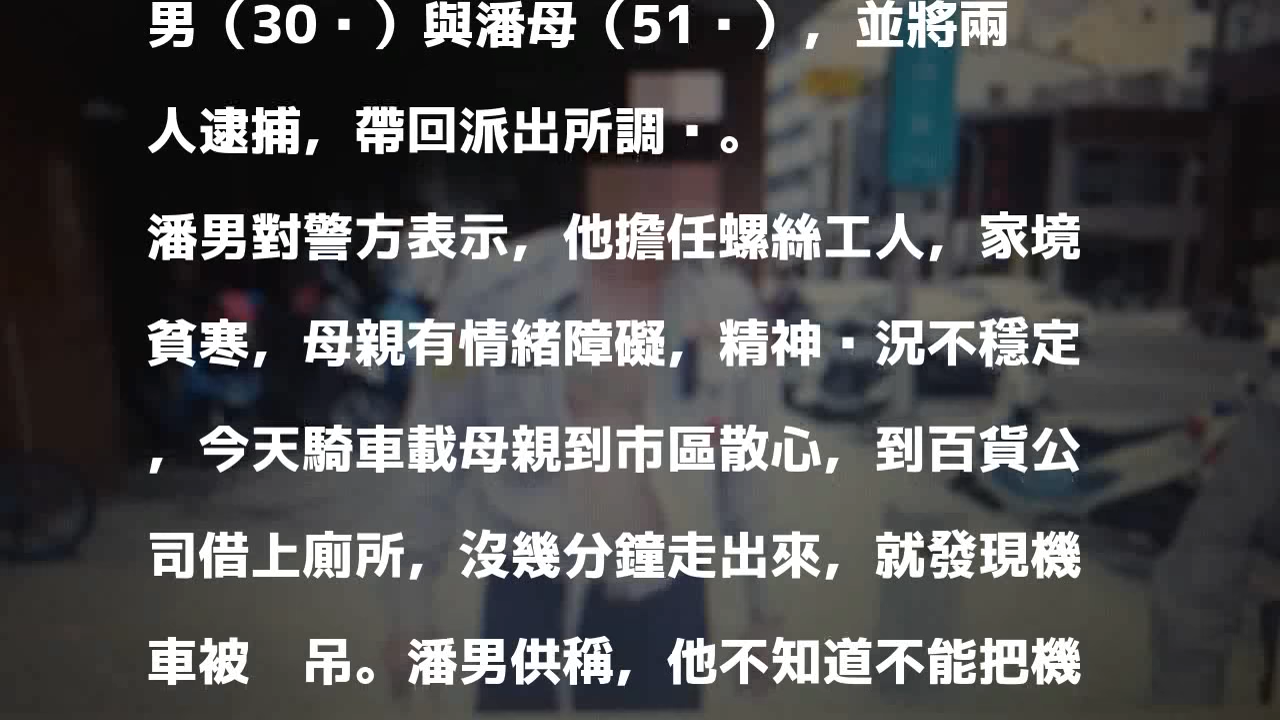 男（30▪）與潘母（51▪），並將兩
人逮捕，帶回派出所調▪。
潘男對警方表示，他擔任螺絲工人，家境
貧寒，母親有情緒障礙，精神▪況不穩定
，今天騎車載母親到市區散心，到百貨公
司借上廁所，沒幾分鐘走出來，就發現機
車被　吊。潘男供稱，他不知道不能把機